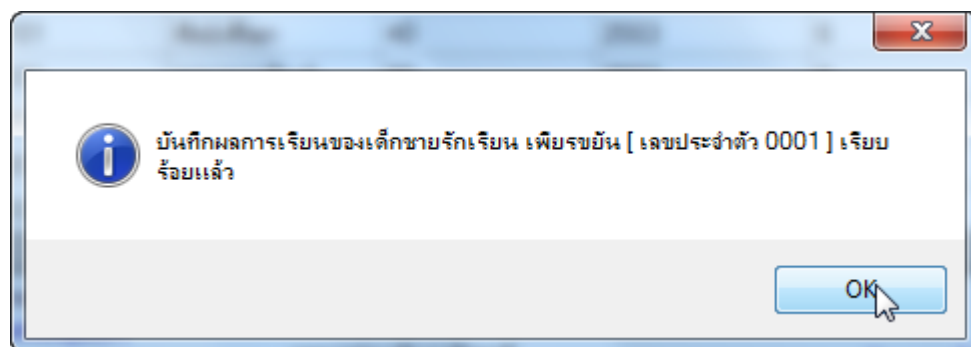 บันทึกผลการเรียนของเด็กชายรักเรียน เพียรขยัน [ เลขประจำตัว 0001 ] เรียบ
ร้อยแล้ว
OK